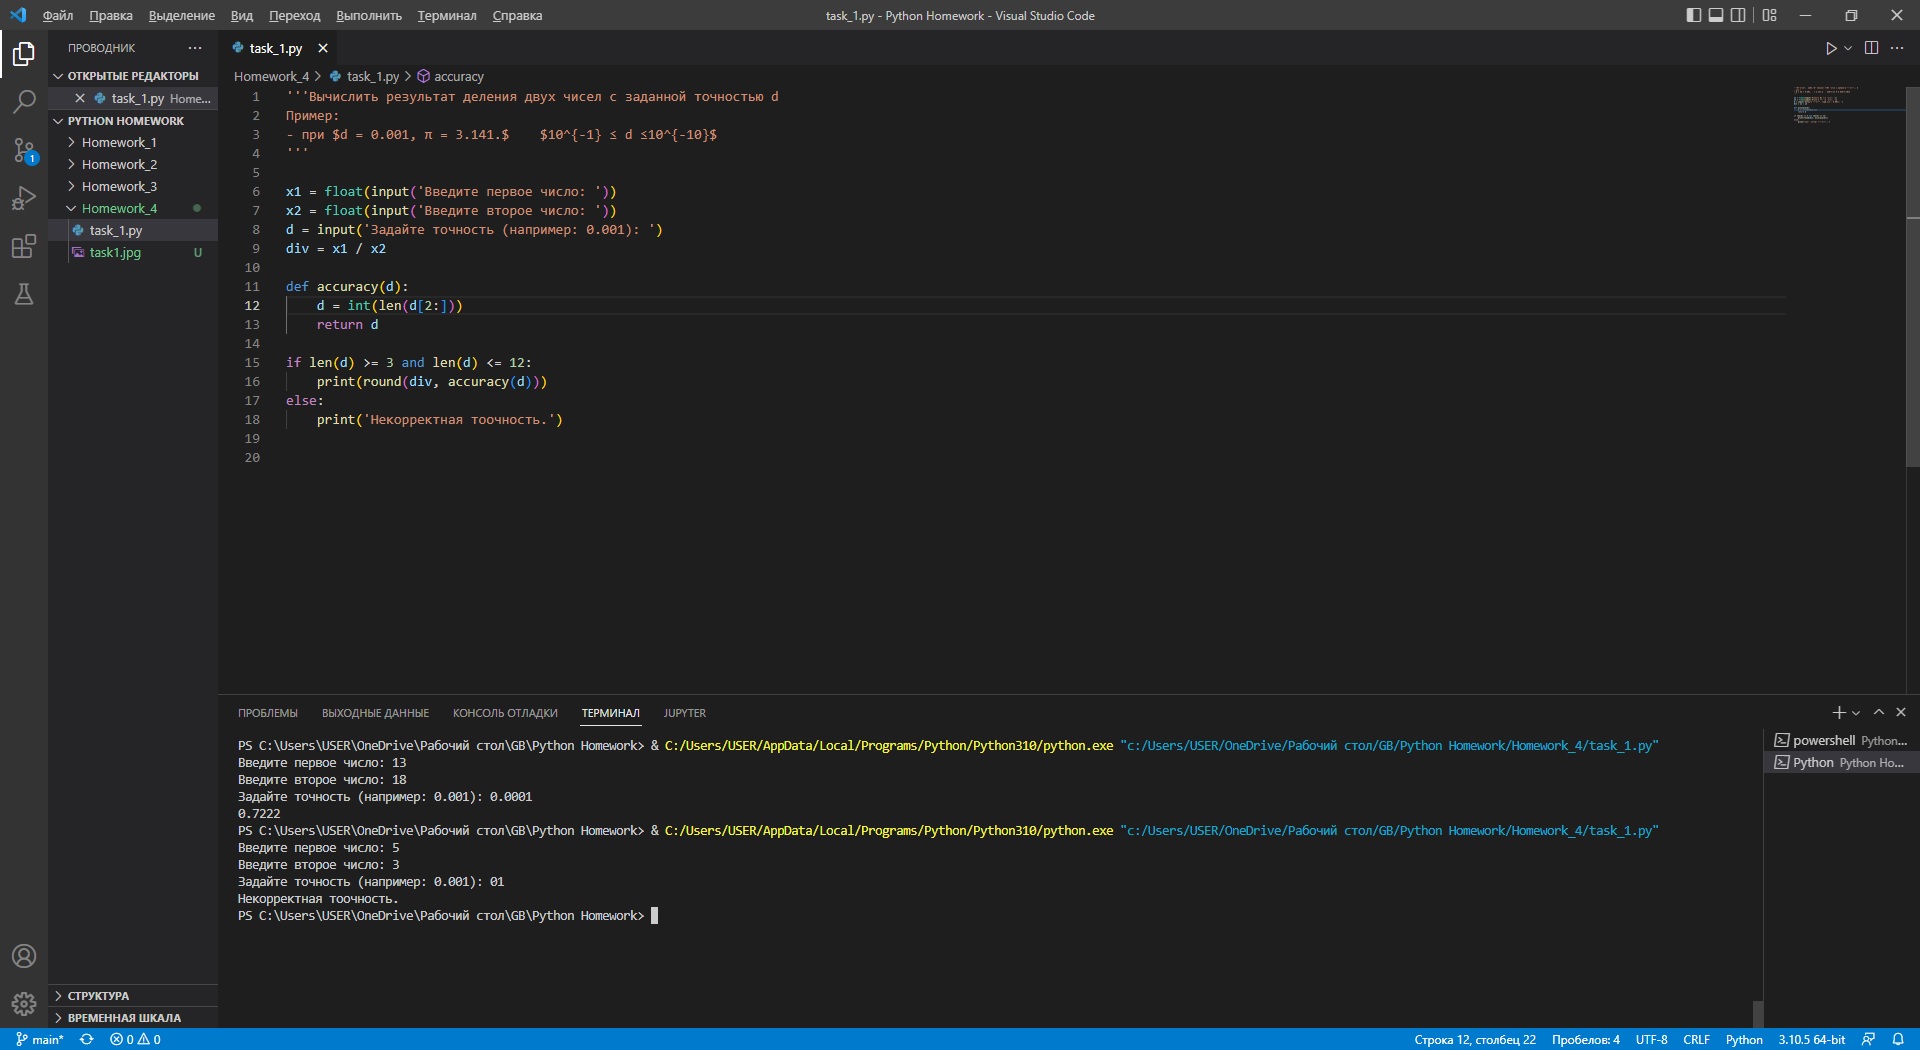 Файл Правка Выделение Вид Переход Выполнить Терминал Справка
task_1.py - Python Homework - Visual Studio Code
ПРОВОДНИК
ОТКРЫТЫЕ РЕДАКТОРЫ
task_1.py Home...
PYTHON HOMEWORK
Homework_1
Homework_2
Homework_3
Homework_4
task_1.py
task1.jpg U
1
СТРУКТУРА
ВРЕМЕННАЯ ШКАЛА
task_1.py
Homework_4 > task_1.py > accuracy
1 '''Вычислить результат деления двух чисел с заданной точностью d
2 Пример:
3 - при $d = 0.001, π = 3.141.$    $10^{-1} ≤ d ≤10^{-10}$
4 '''
5
6 x1 = float(input('Введите первое число: '))
7 x2 = float(input('Введите второе число: '))
8 d = input('Задайте точность (например: 0.001): ')
9 div = x1 / x2
10
11 def accuracy(d):
12     d = int(len(d[2:]))
13     return d
14
15 if len(d) >= 3 and len(d) <= 12:
16     print(round(div, accuracy(d)))
17 else:
18     print('Некорректная тоочность.')
19
20
ПРОБЛЕМЫ ВЫХОДНЫЕ ДАННЫЕ КОНСОЛЬ ОТЛАДКИ ТЕРМИНАЛ JUPYTER
PS C:\Users\USER\OneDrive\Рабочий стол\GB\Python Homework> & C:/Users/USER/AppData/Local/Programs/Python/Python310/python.exe "c:/Users/USER/OneDrive/Рабочий стол/GB/Python Homework/Homework_4/task_1.py"
Введите первое число: 13
Введите второе число: 18
Задайте точность (например: 0.001): 0.0001
0.7222
PS C:\Users\USER\OneDrive\Рабочий стол\GB\Python Homework> & C:/Users/USER/AppData/Local/Programs/Python/Python310/python.exe "c:/Users/USER/OneDrive/Рабочий стол/GB/Python Homework/Homework_4/task_1.py"
Введите первое число: 5
Введите второе число: 3
Задайте точность (например: 0.001): 01
Некорректная тоочность.
PS C:\Users\USER\OneDrive\Рабочий стол\GB\Python Homework>
powershell Python...
Python Python Ho...
main* 0 0
Строка 12, столбец 22 Пробелов: 4 UTF-8 CRLF Python 3.10.5 64-bit